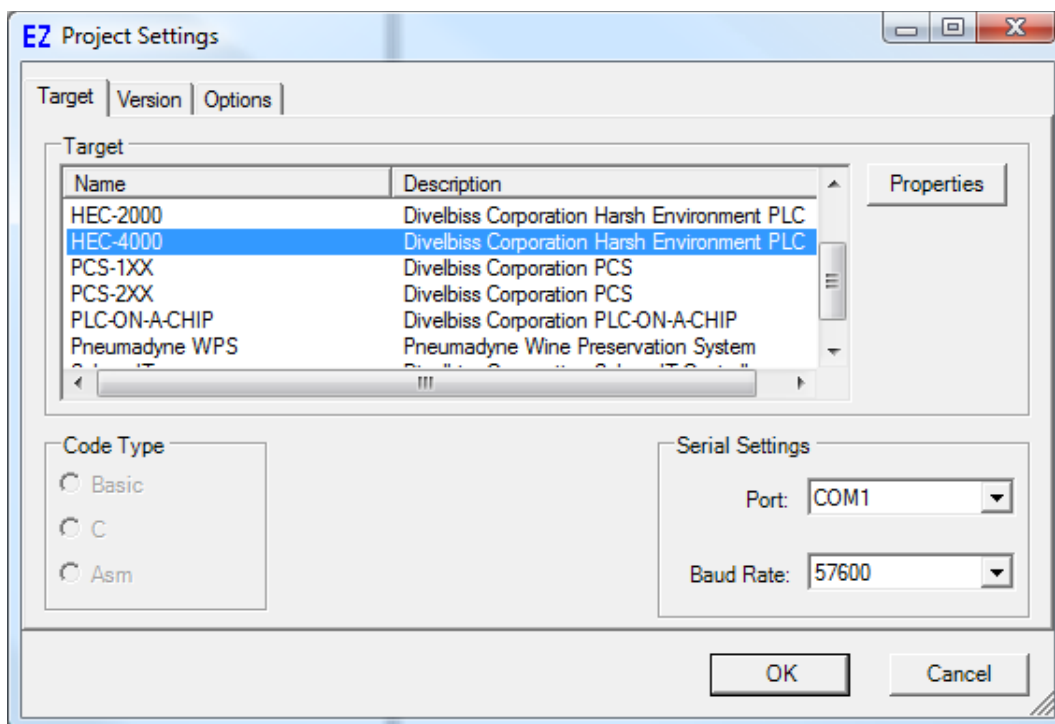 EZ Project Settings
Target Version Options
Target
Name Description
HEC-2000 Divelbiss Corporation Harsh Environment PLC
HEC-4000 Divelbiss Corporation Harsh Environment PLC
PCS-1XX Divelbiss Corporation PCS
PCS-2XX Divelbiss Corporation PCS
PLC-ON-A-CHIP Divelbiss Corporation PLC-ON-A-CHIP
Pneumadyne WPS Pneumadyne Wine Preservation System
Properties
Code Type
Basic
C
Asm
Serial Settings
Port: COM1
Baud Rate: 57600
OK Cancel